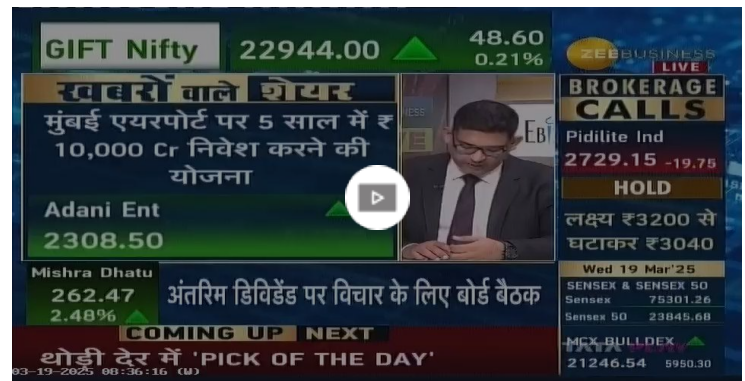 GIFT Nifty 22944.00 48.60
0.21%
ZEEBUSINESS
LIVE
खबरों वाले शेयर
मुंबई एयरपोर्ट पर 5 साल में ₹
10,000 Cr निवेश करने की
योजना
Adani Ent
2308.50
BROKERAGE
CALLS
Pidilite Ind
2729.15 -19.75
HOLD
लक्ष्य ₹3200 से
घटाकर ₹3040
Mishra Dhatu
262.47
2.48%
अंतरिम डिविडेंड पर विचार के लिए बोर्ड बैठक
Wed 19 Mar'25
SENSEX & SENSEX 50
Sensex 75301.26
Sensex 50 23845.68
MCX BULLDEX
21246.54 5950.30
COMING UP NEXT
थोड़ी देर में 'PICK OF THE DAY'
03-19-2025 08:36:16 (W)